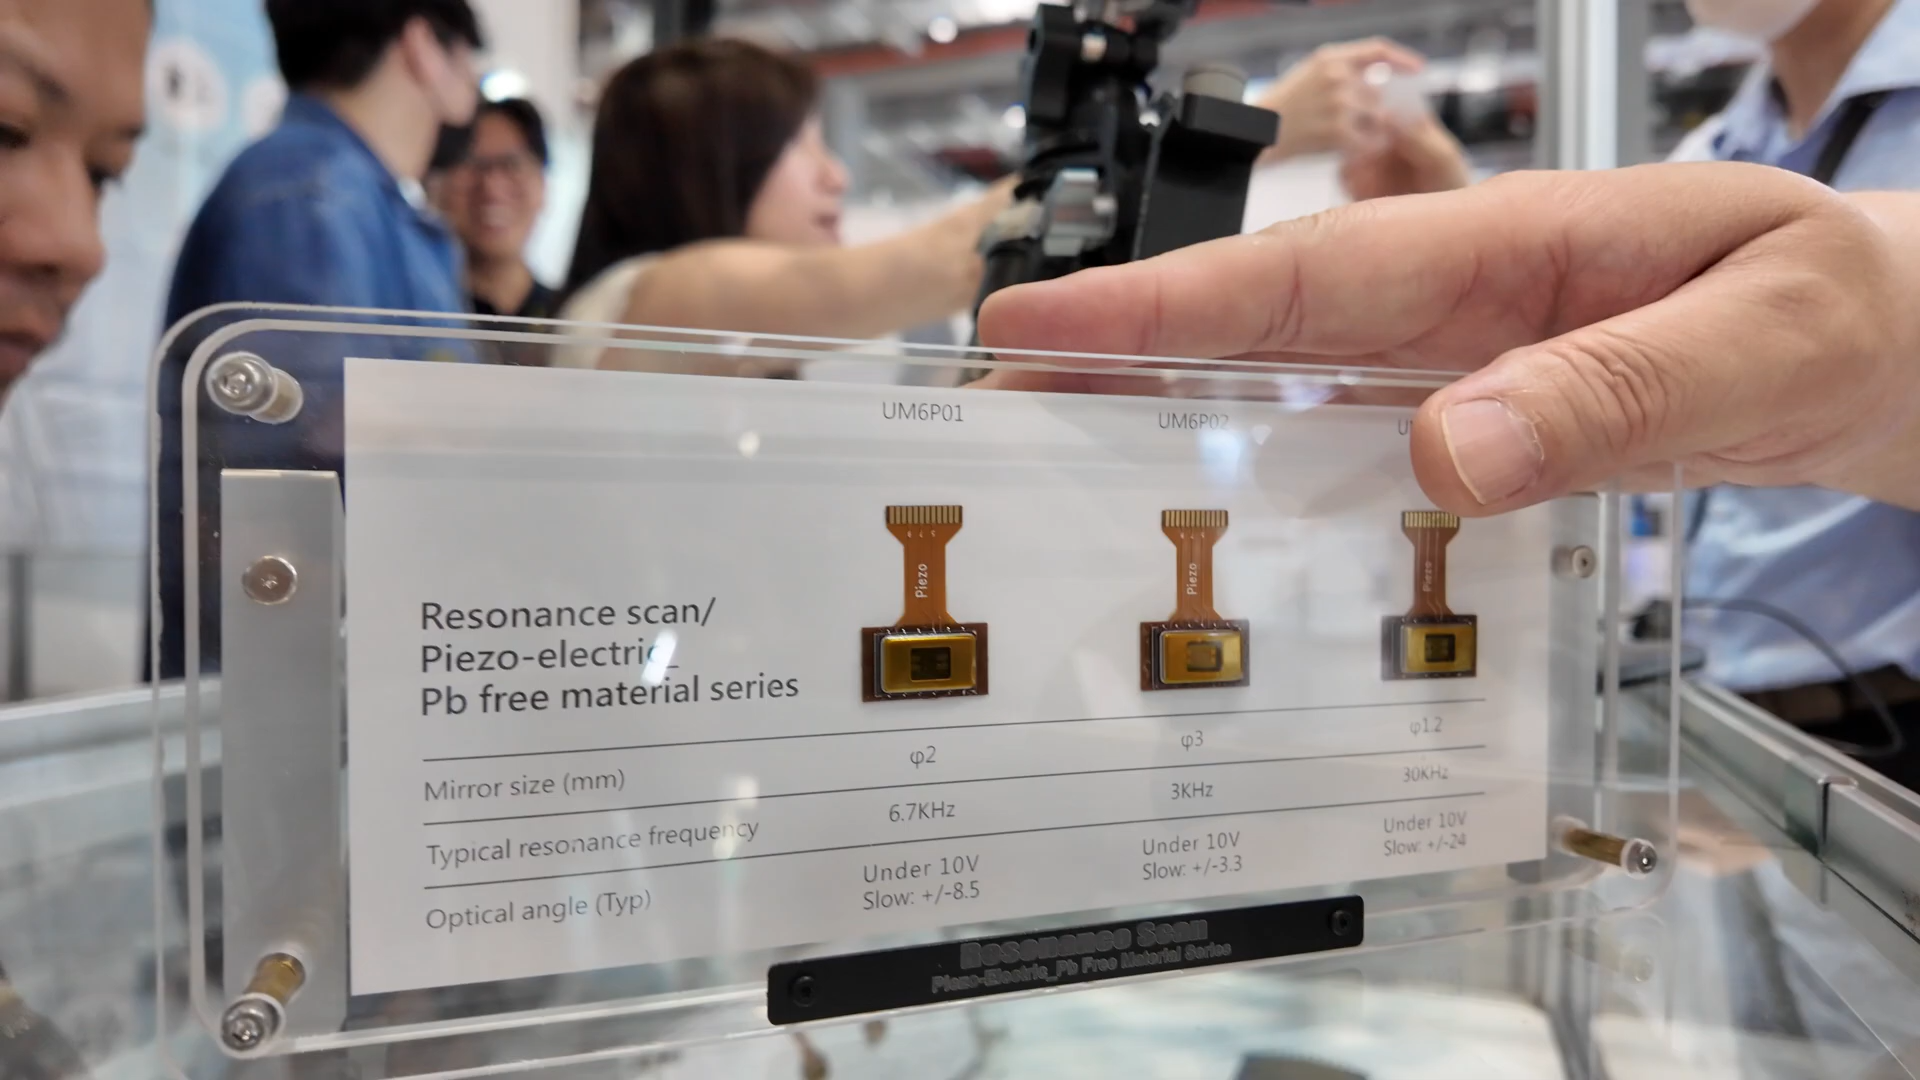 UM6P01 UM6P02 U
Piezo Piezo Piezo
Resonance scan/
Piezo-electric_
Pb free material series
Mirror size (mm) φ2 φ3 φ1.2
Typical resonance frequency 6.7KHz 3KHz 30KHz
Optical angle (Typ) Under 10V Under 10V Under 10V
Slow: +/-8.5 Slow: +/-3.3 Slow: +/-24
Resonance Scan
Piezo-Electric_Pb Free Material Series